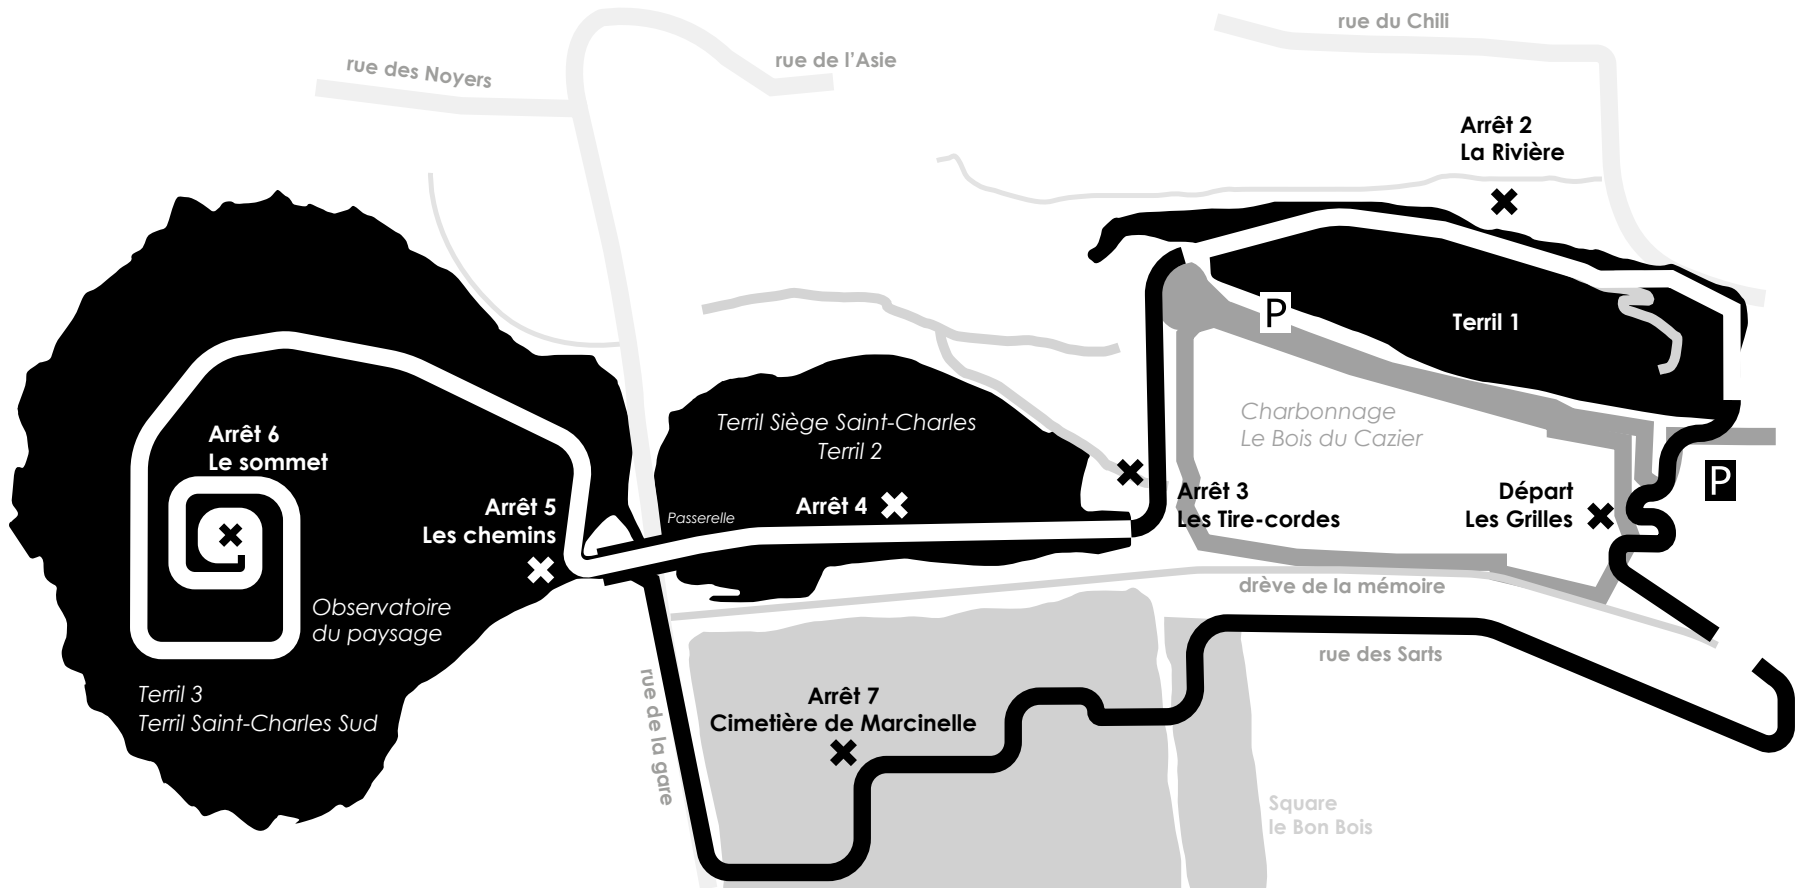 rue du Chili
rue de l'Asie
rue des Noyers
Arrêt 2
La Rivière
P
Terril 1
Charbonnage
Le Bois du Cazier
Terril Siège Saint-Charles
Terril 2
Arrêt 6
Le sommet
Arrêt 5
Les chemins
Passerelle
Arrêt 4
Arrêt 3
Les Tire-cordes
Départ
Les Grilles
P
Observatoire
du paysage
drève de la mémoire
rue des Sarts
Terril 3
Terril Saint-Charles Sud
rue de la gare
Arrêt 7
Cimetière de Marcinelle
Square
le Bon Bois